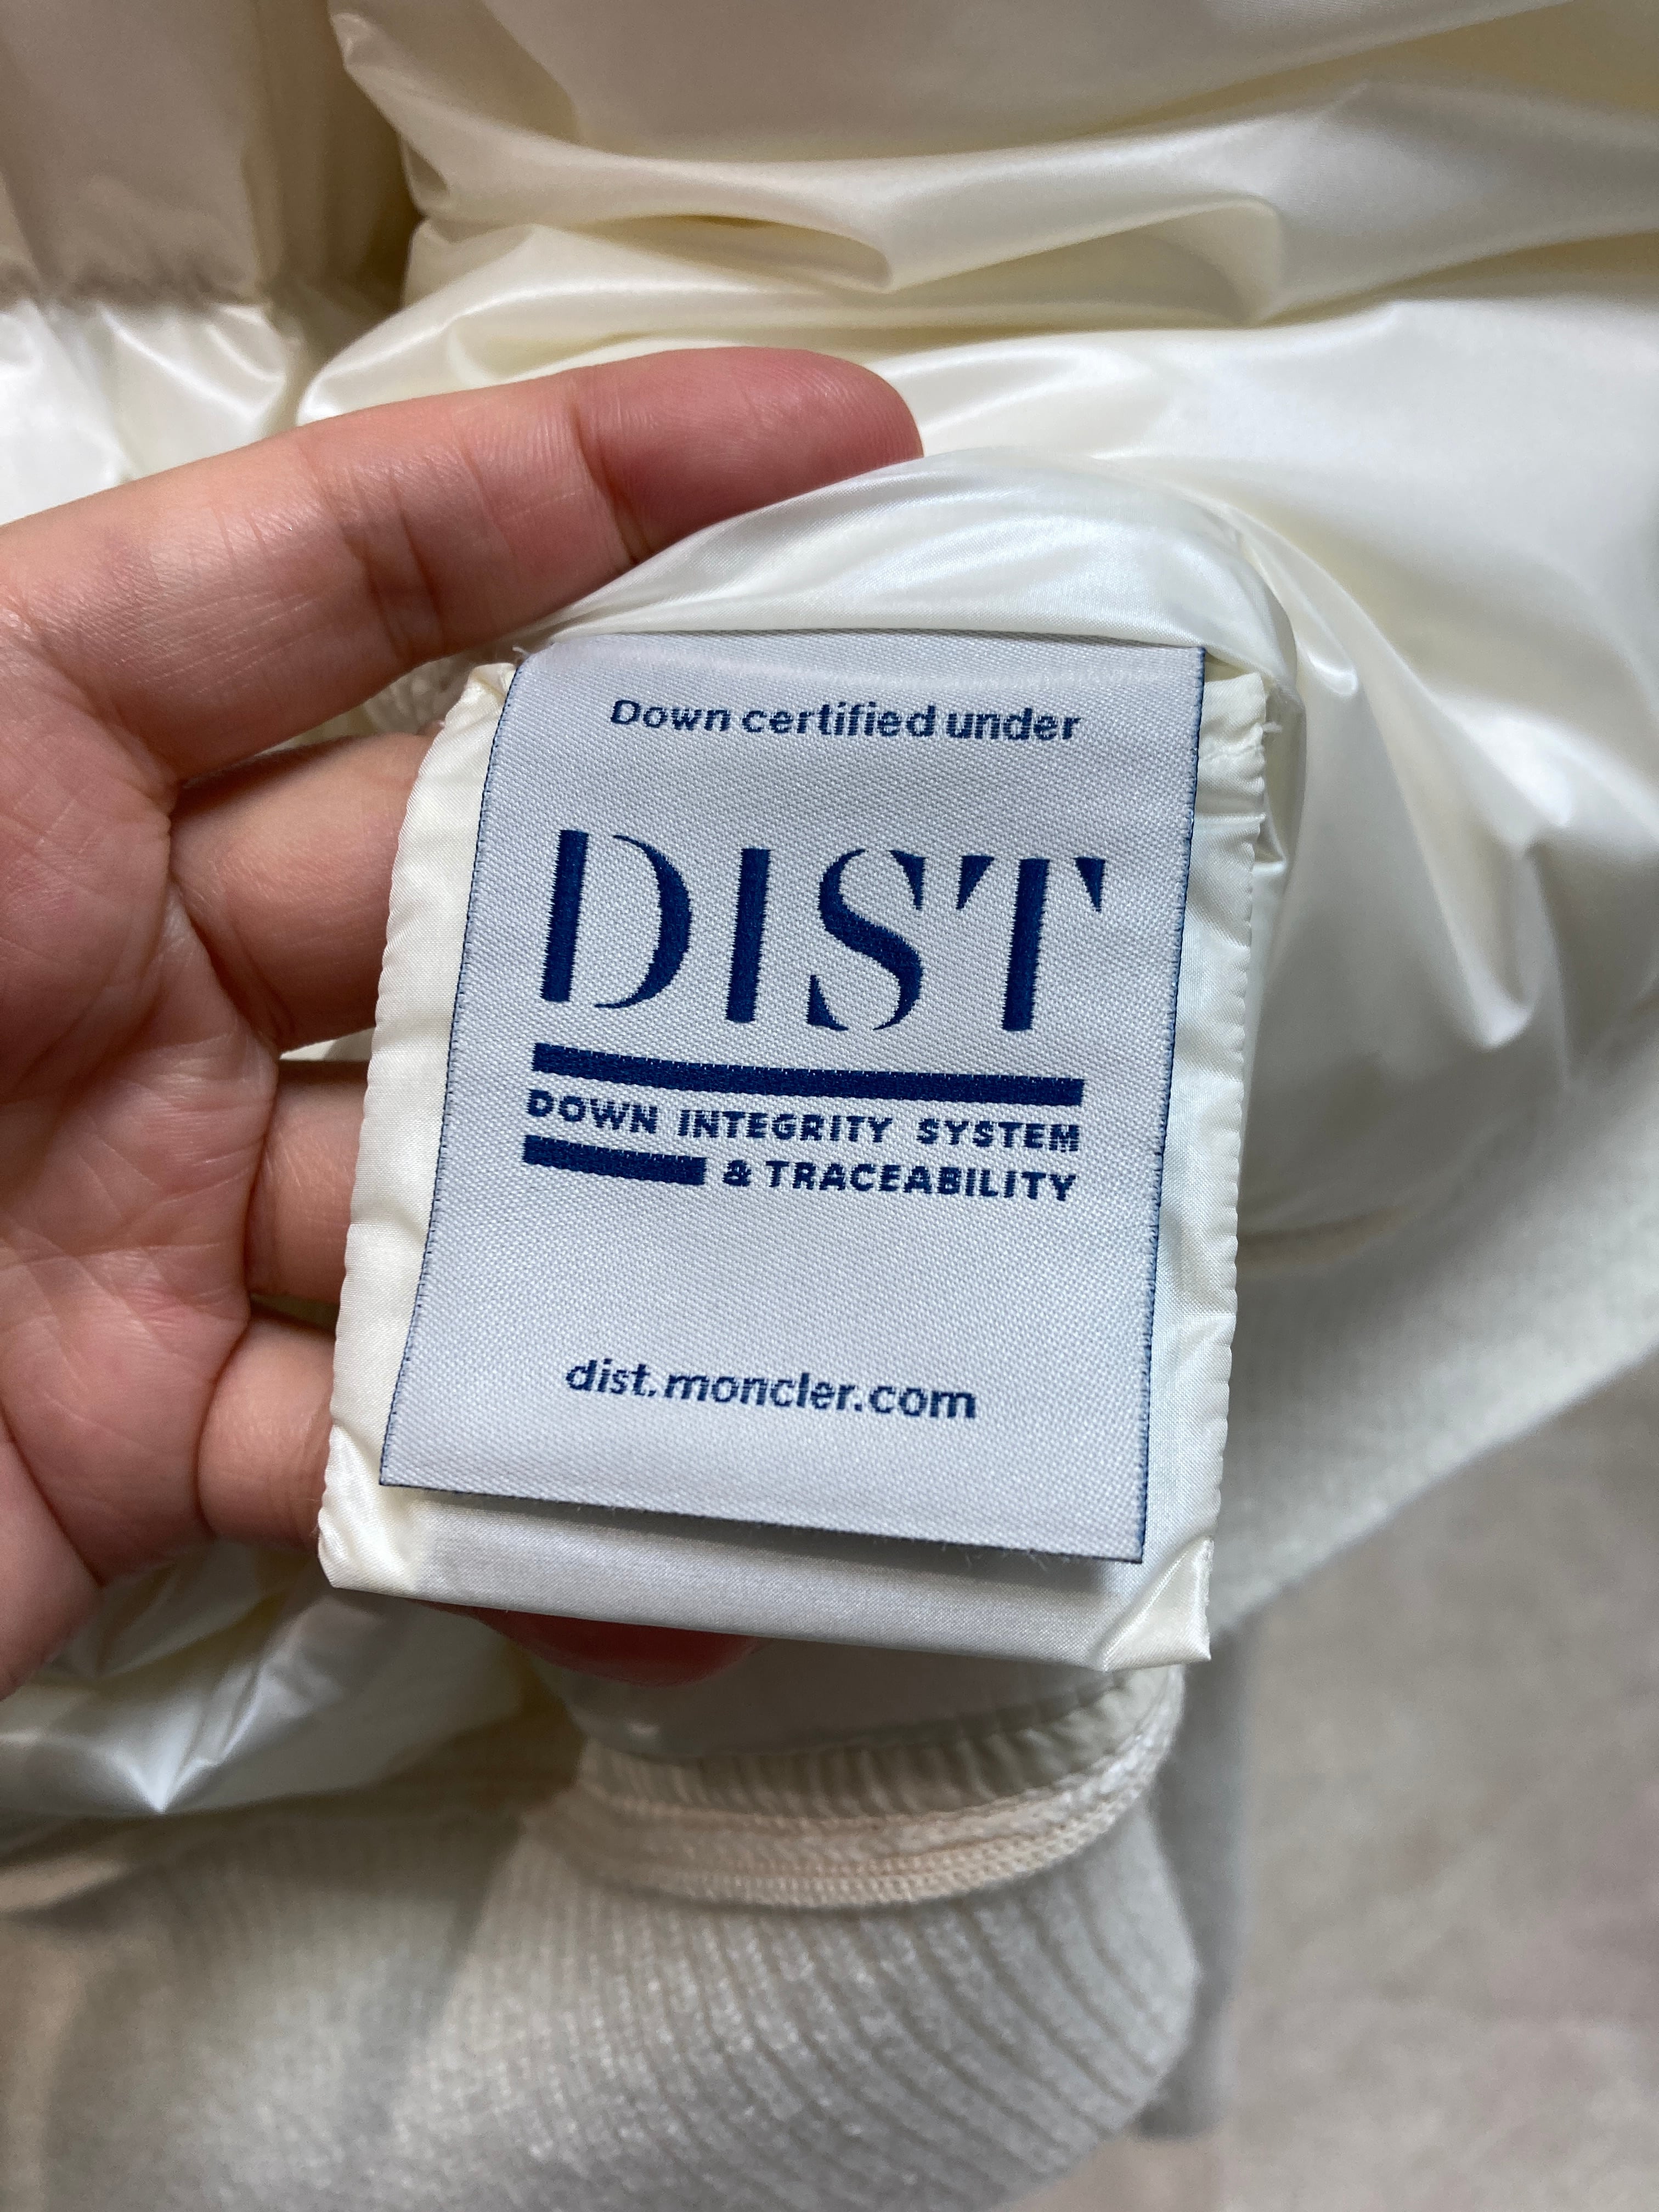 Down certified under
DIST
DOWN INTEGRITY SYSTEM
& TRACEABILITY
dist.moncler.com